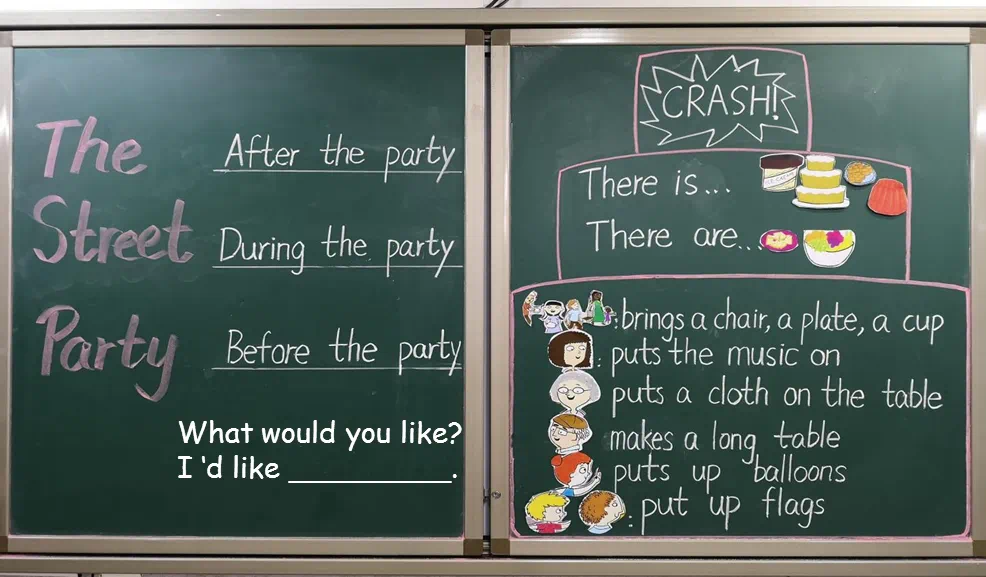 The
Street
Party
After the party
During the party
Before the party
What would you like?
I 'd like __________.
CRASH!
There is...
There are...
: brings a chair, a plate, a cup
: puts the music on
puts a cloth on the table
makes a long table
puts up balloons
: put up flags